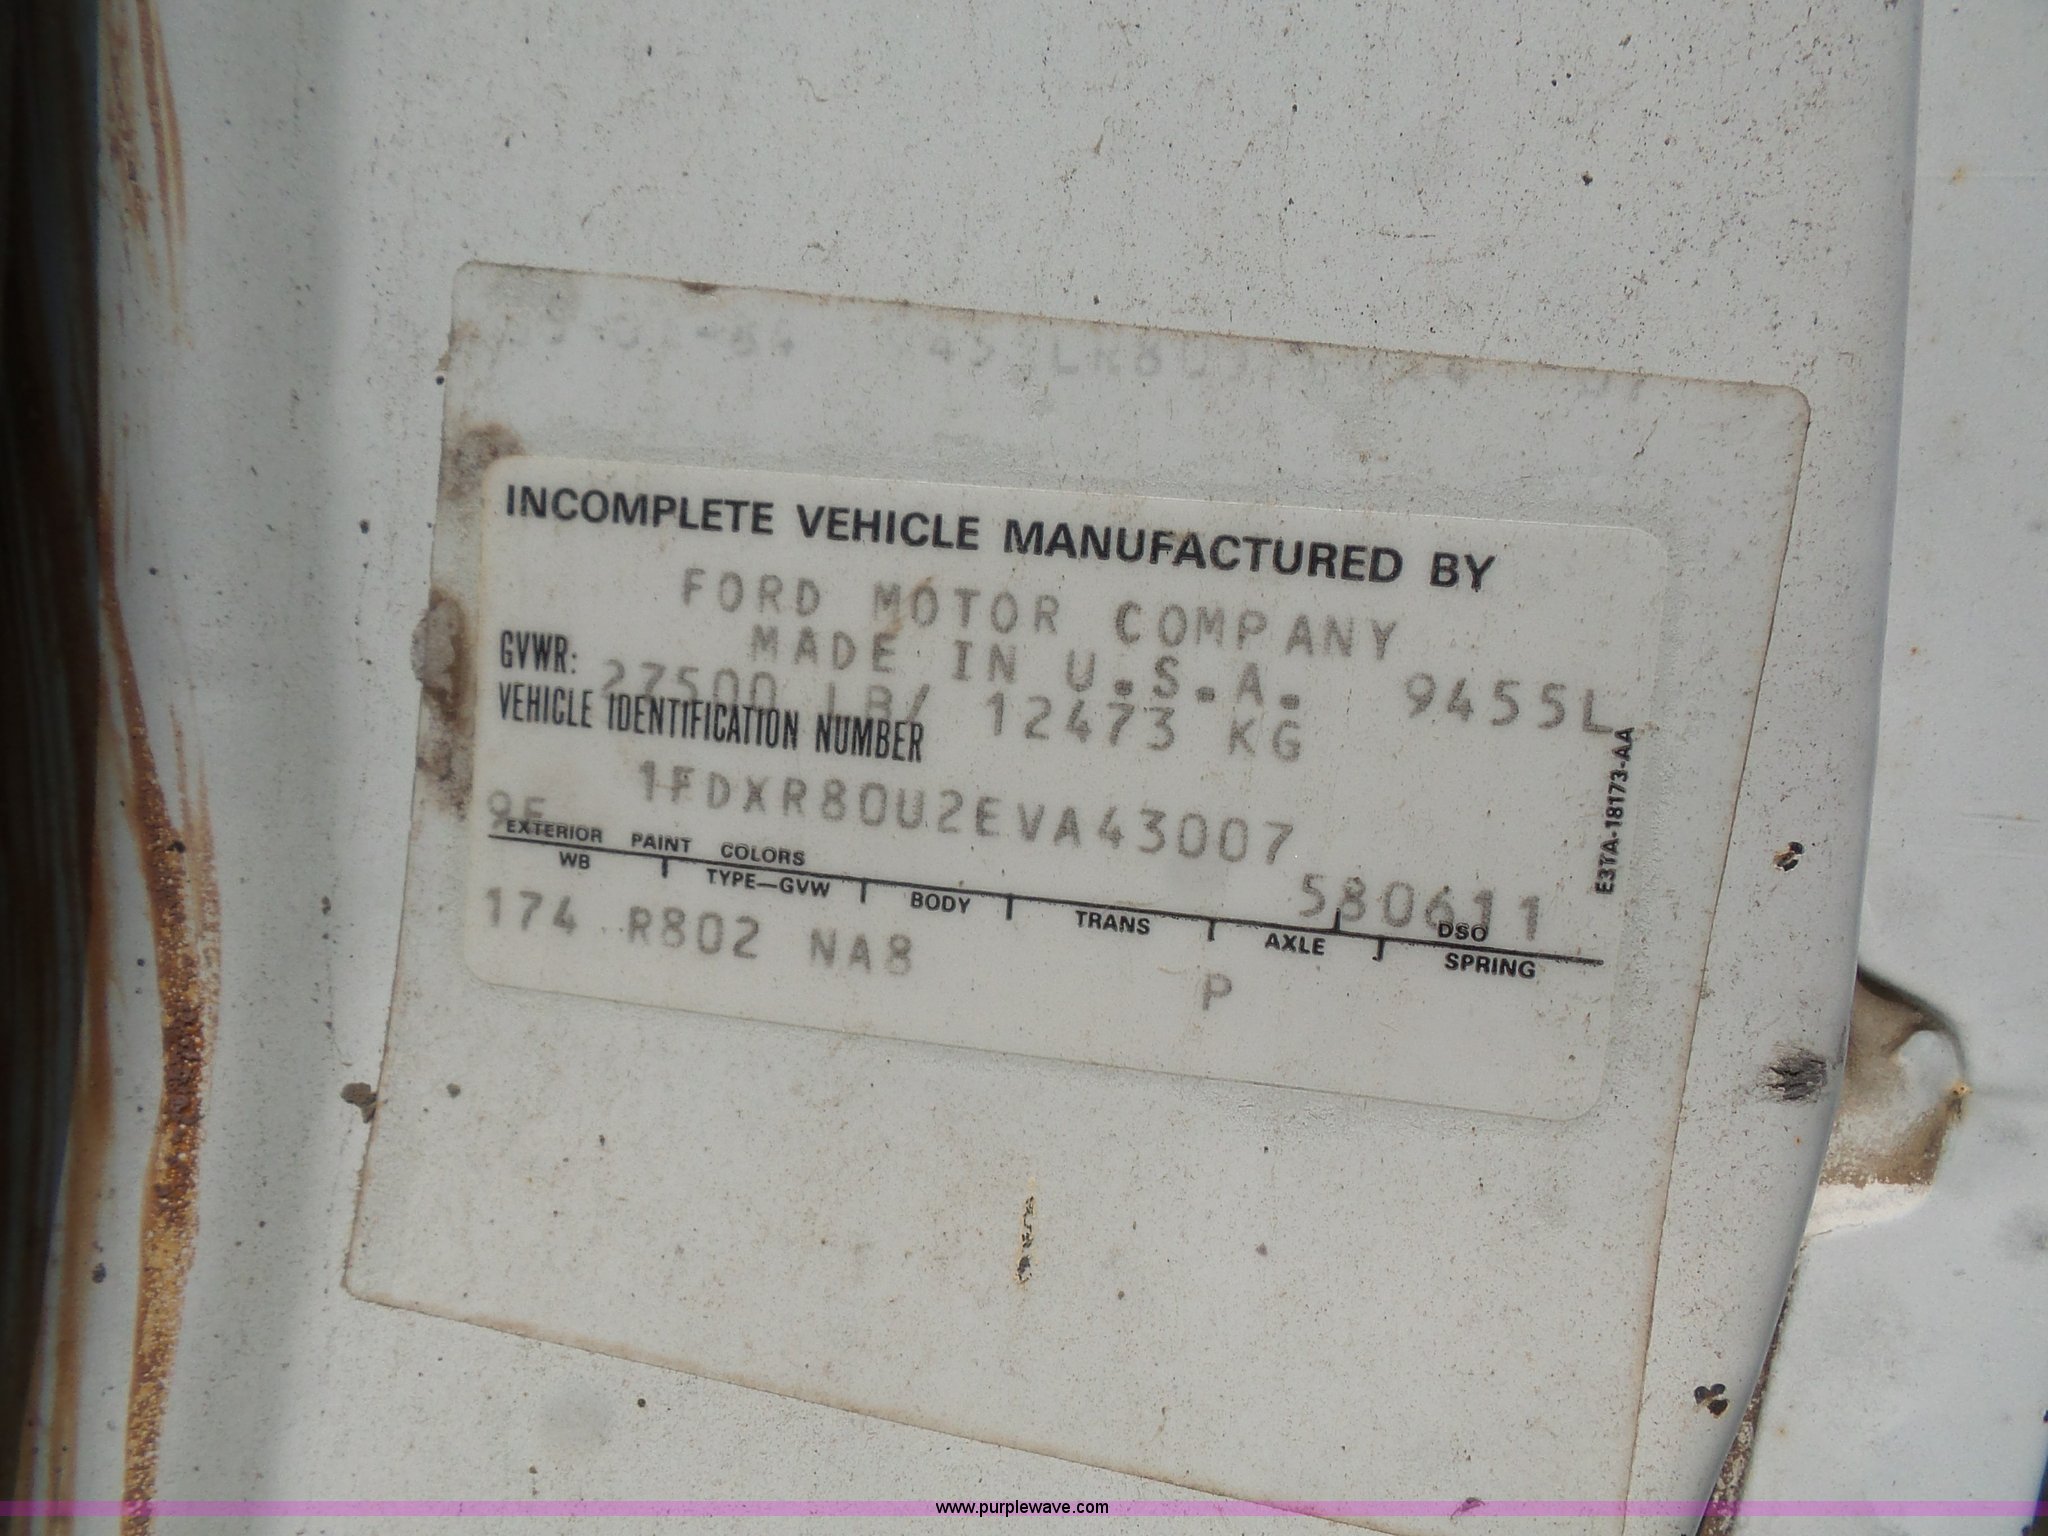 INCOMPLETE VEHICLE MANUFACTURED BY
FORD MOTOR COMPANY
MADE IN U.S.A.
GVWR: 27500 LB/ 12473 KG 9455L
VEHICLE IDENTIFICATION NUMBER
1FDXR80U2EVA43007
E3TA-18173-AA
EXTERIOR PAINT COLORS 580611 DSO
WB TYPE—GVW BODY TRANS AXLE SPRING
174 R802 NA8 P
www.purplewave.com